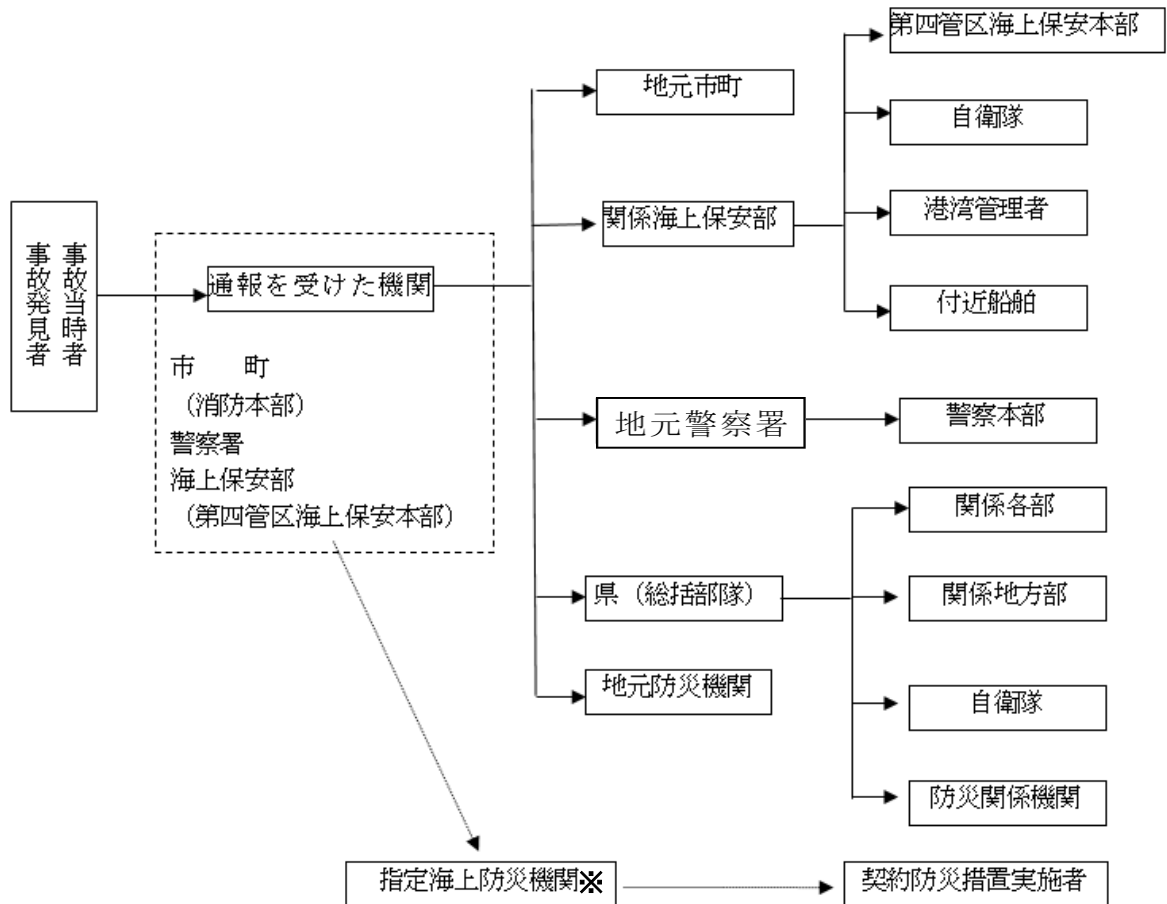 事故当時者
事故発見者
通報を受けた機関
市　　町
（消防本部）
警察署
海上保安部
（第四管区海上保安本部）
地元市町
関係海上保安部
第四管区海上保安本部
自衛隊
港湾管理者
付近船舶
地元警察署
警察本部
県（総括部隊）
関係各部
関係地方部
自衛隊
防災関係機関
地元防災機関
指定海上防災機関※
契約防災措置実施者